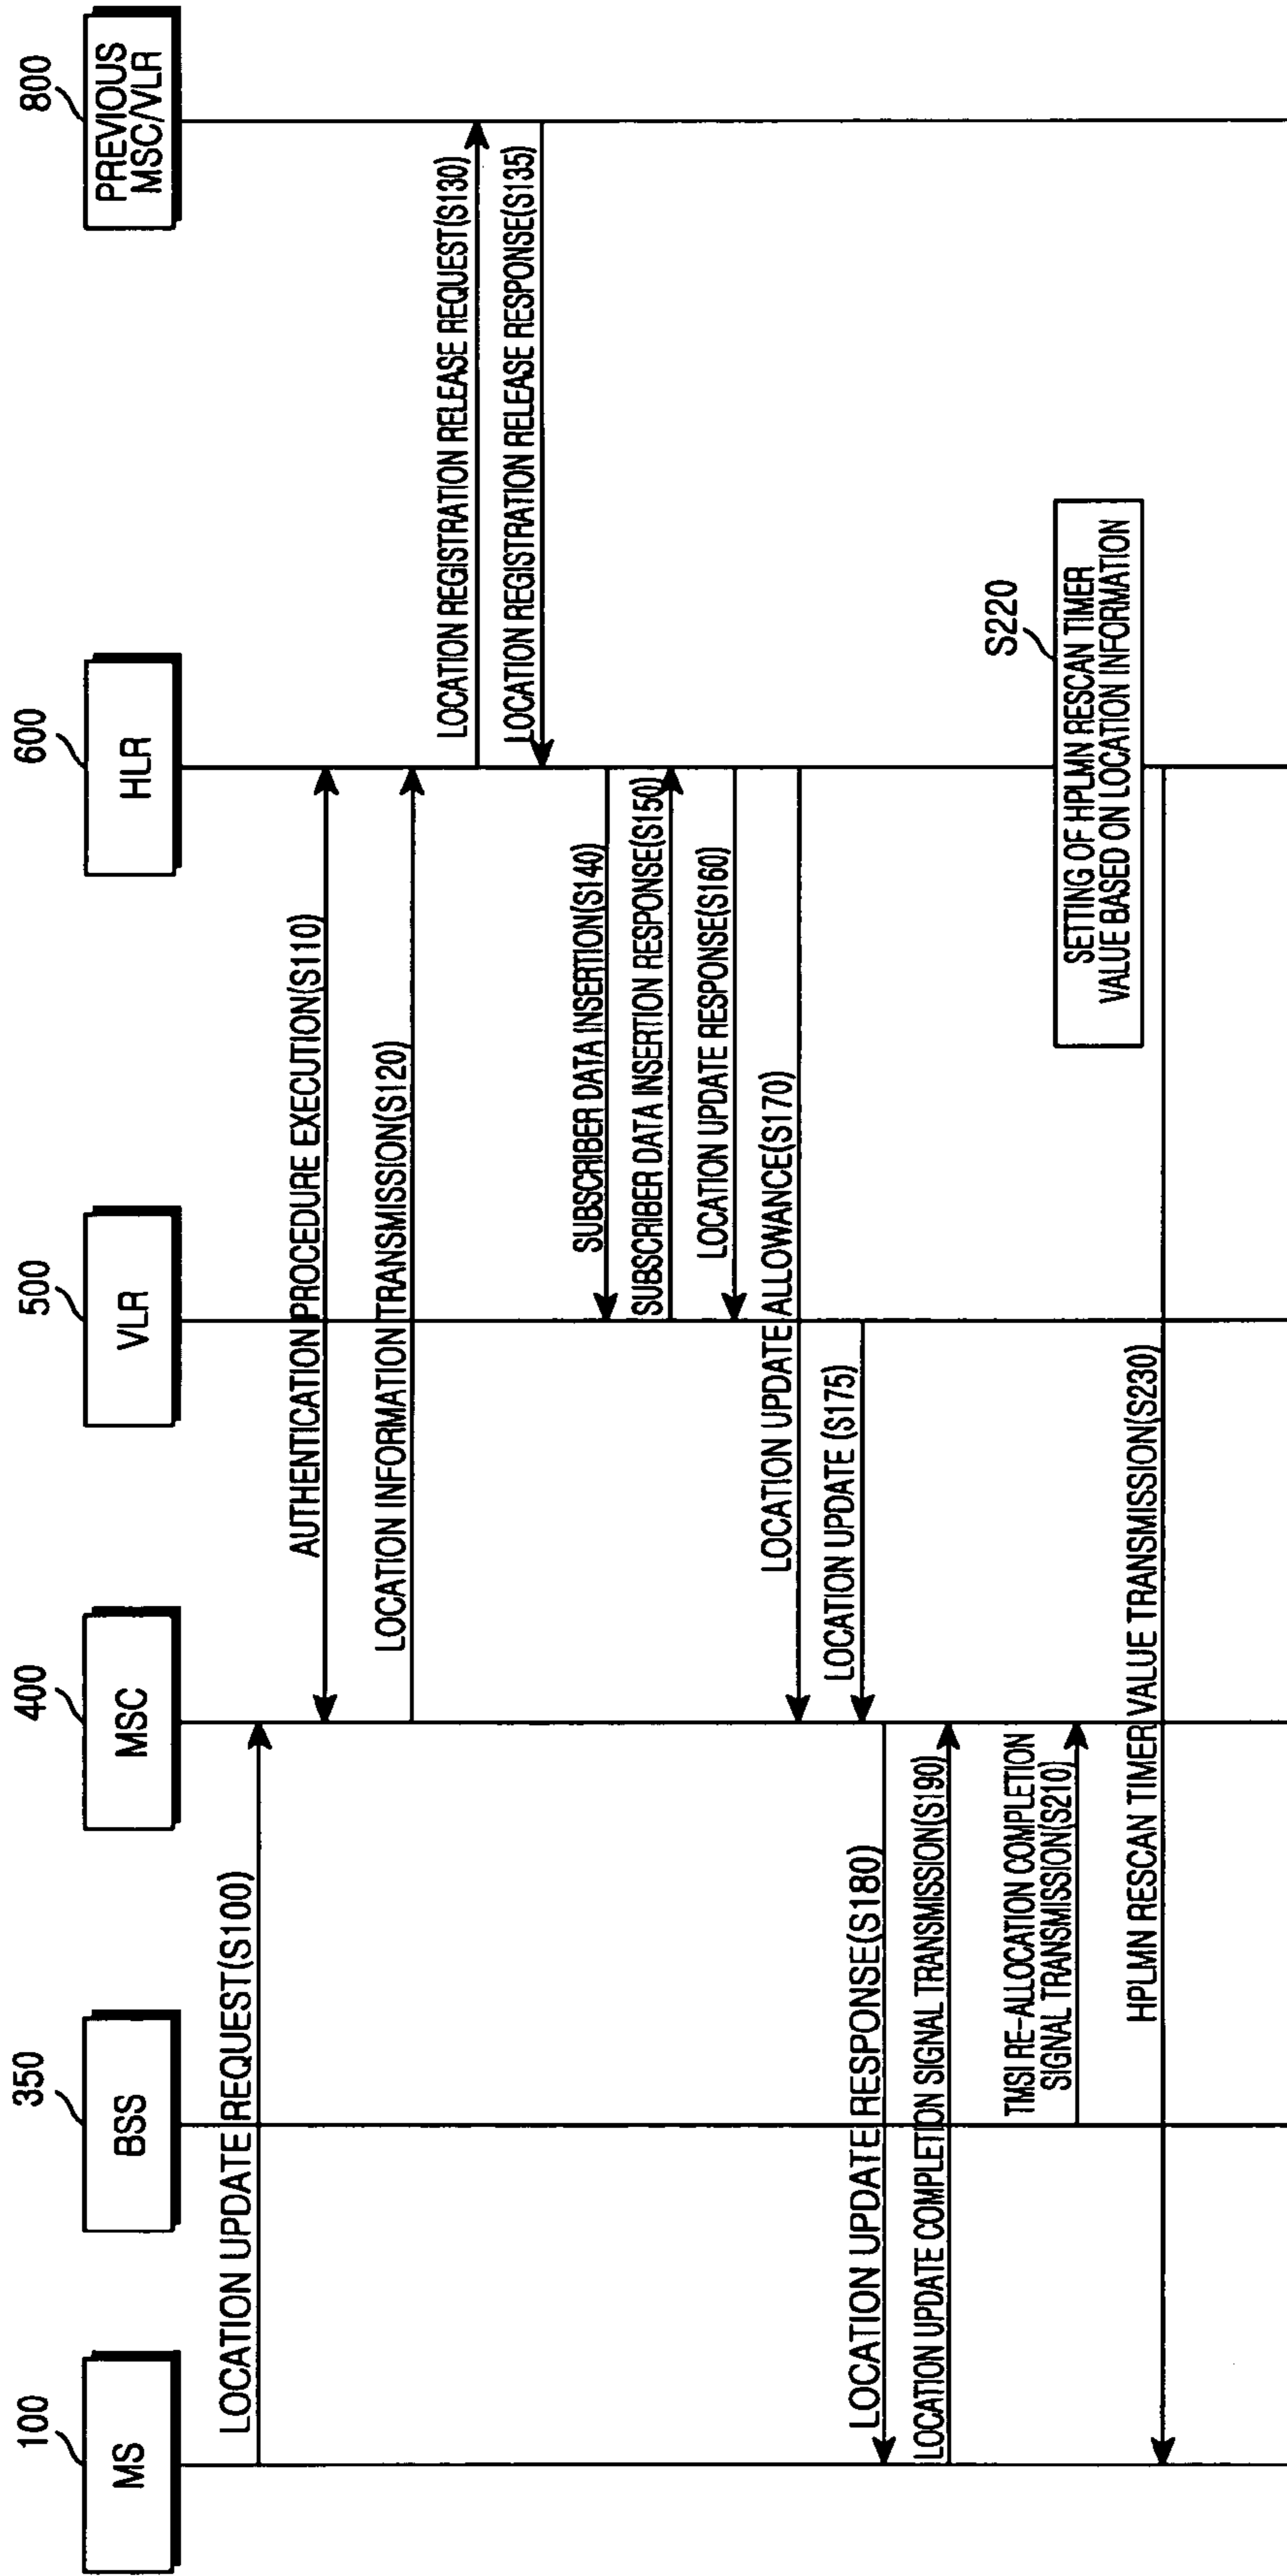 100
MS
350
BSS
400
MSC
500
VLR
600
HLR
800
PREVIOUS
MSC/VLR
LOCATION UPDATE REQUEST(S100)
AUTHENTICATION PROCEDURE EXECUTION(S110)
LOCATION INFORMATION TRANSMISSION(S120)
LOCATION REGISTRATION RELEASE REQUEST(S130)
LOCATION REGISTRATION RELEASE RESPONSE(S135)
SUBSCRIBER DATA INSERTION(S140)
SUBSCRIBER DATA INSERTION RESPONSE(S150)
LOCATION UPDATE RESPONSE(S160)
LOCATION UPDATE ALLOWANCE(S170)
LOCATION UPDATE (S175)
LOCATION UPDATE RESPONSE(S180)
LOCATION UPDATE COMPLETION SIGNAL TRANSMISSION(S190)
TMSI RE-ALLOCATION COMPLETION
SIGNAL TRANSMISSION(S210)
S220
SETTING OF HPLMN RESCAN TIMER
VALUE BASED ON LOCATION INFORMATION
HPLMN RESCAN TIMER VALUE TRANSMISSION(S230)